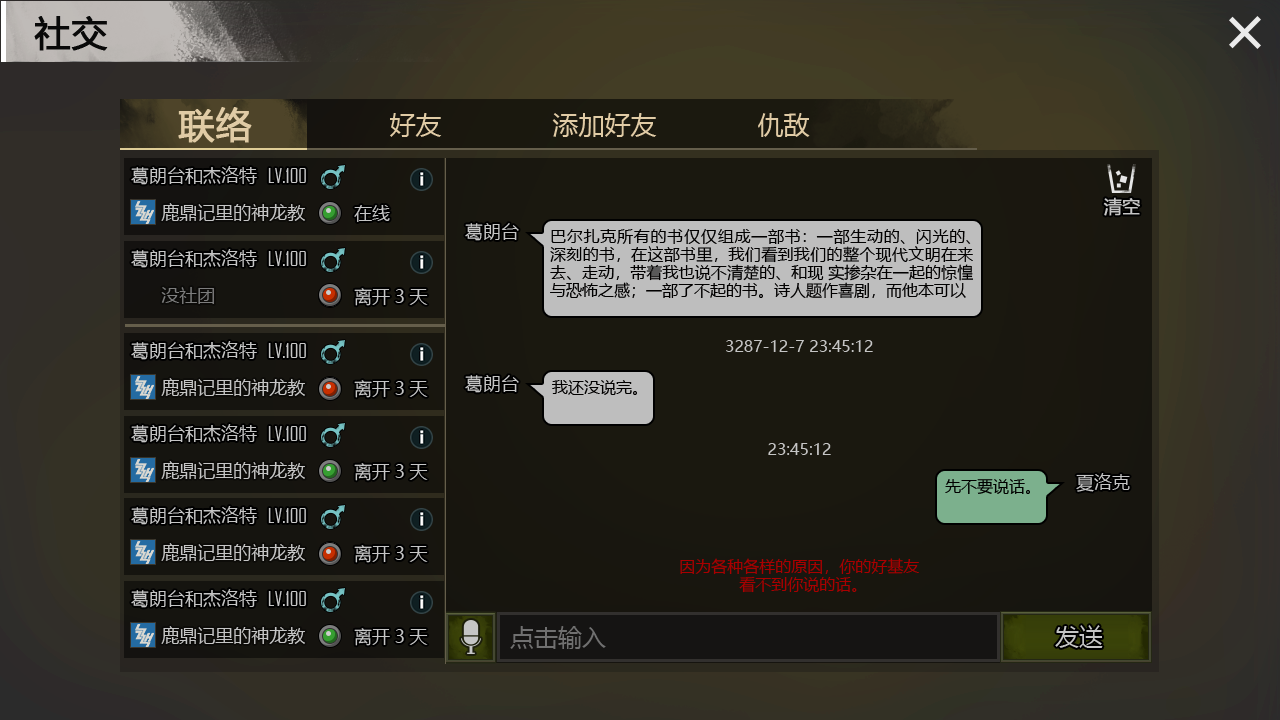 社交
联络
好友
添加好友
仇敌
葛朗台和杰洛特 LV.100
鹿鼎记里的神龙教 在线
葛朗台和杰洛特 LV.100
没社团 离开 3 天
葛朗台和杰洛特 LV.100
鹿鼎记里的神龙教 离开 3 天
葛朗台和杰洛特 LV.100
鹿鼎记里的神龙教 离开 3 天
葛朗台和杰洛特 LV.100
鹿鼎记里的神龙教 离开 3 天
葛朗台和杰洛特 LV.100
鹿鼎记里的神龙教 离开 3 天
清空
葛朗台
巴尔扎克所有的书仅仅组成一部书：一部生动的、闪光的、
深刻的书，在这部书里，我们看到我们的整个现代文明在来
去、走动，带着我也说不清楚的、和现 实掺杂在一起的惊惶
与恐怖之感；一部了不起的书。诗人题作喜剧，而他本可以
3287-12-7 23:45:12
葛朗台
我还没说完。
23:45:12
先不要说话。
夏洛克
因为各种各样的原因，你的好基友
看不到你说的话。
点击输入
发送